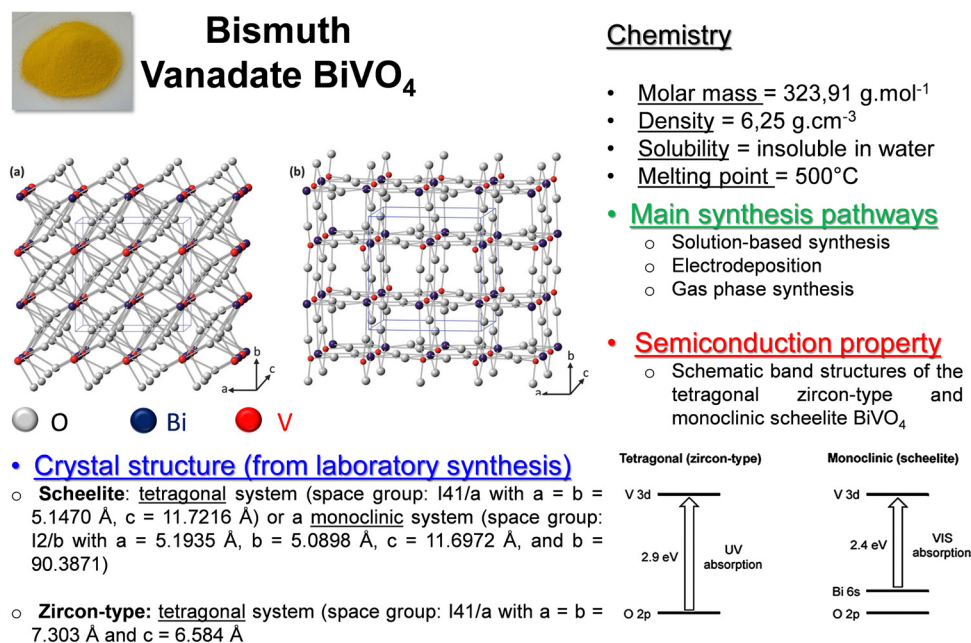 Bismuth
Vanadate BiVO₄
(a)
b
c
a
(b)
b
c
a
O
Bi
V
• Crystal structure (from laboratory synthesis)
o Scheelite: tetragonal system (space group: I41/a with a = b =
5.1470 Å, c = 11.7216 Å) or a monoclinic system (space group:
I2/b with a = 5.1935 Å, b = 5.0898 Å, c = 11.6972 Å, and b =
90.3871)
o Zircon-type: tetragonal system (space group: I41/a with a = b =
7.303 Å and c = 6.584 Å
Chemistry
• Molar mass = 323,91 g.mol⁻¹
• Density = 6,25 g.cm⁻³
• Solubility = insoluble in water
• Melting point = 500°C
• Main synthesis pathways
o Solution-based synthesis
o Electrodeposition
o Gas phase synthesis
• Semiconduction property
o Schematic band structures of the
tetragonal zircon-type and
monoclinic scheelite BiVO₄
Tetragonal (zircon-type)
V 3d
2.9 eV
UV
absorption
O 2p
Monoclinic (scheelite)
V 3d
2.4 eV
VIS
absorption
Bi 6s
O 2p